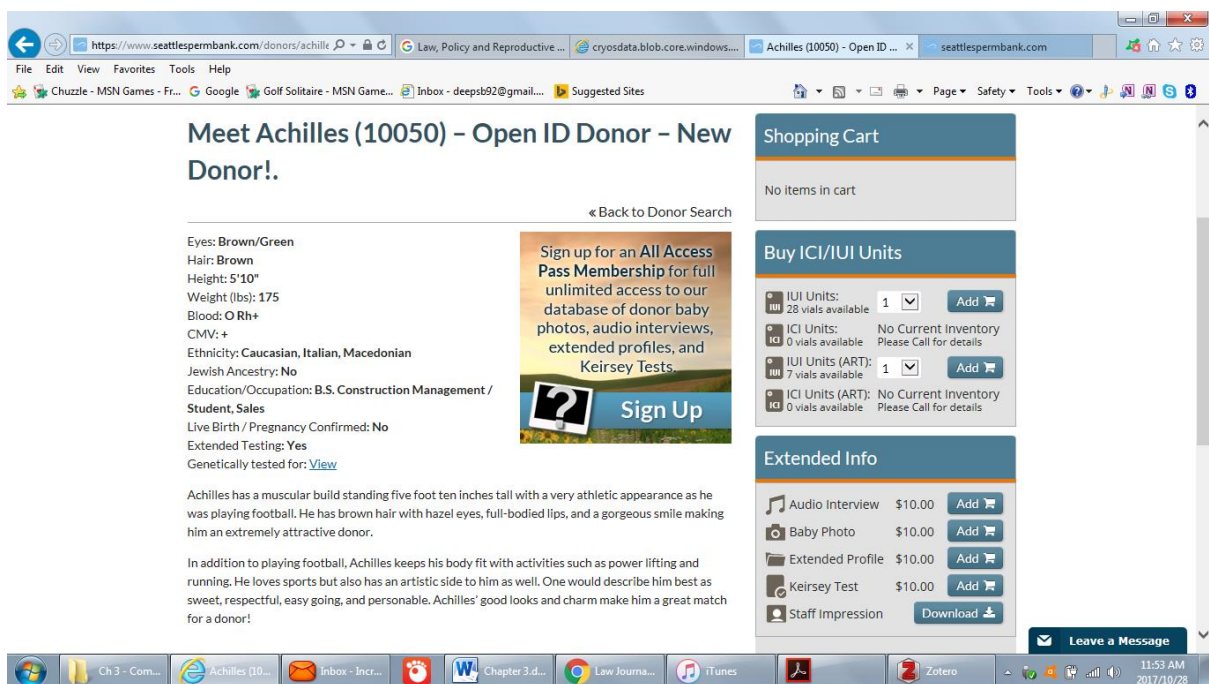 https://www.seattlespermbank.com/donors/achille
Law, Policy and Reproductive ...
cryosdata.blob.core.windows....
Achilles (10050) - Open ID ...
seattlespermbank.com
File Edit View Favorites Tools Help
Chuzzle - MSN Games - Fr...
Google
Golf Solitaire - MSN Game...
Inbox - deepsb92@gmail....
Suggested Sites
Page Safety Tools
Meet Achilles (10050) – Open ID Donor – New
Donor!.
« Back to Donor Search
Eyes: Brown/Green
Hair: Brown
Height: 5'10"
Weight (lbs): 175
Blood: O Rh+
CMV: +
Ethnicity: Caucasian, Italian, Macedonian
Jewish Ancestry: No
Education/Occupation: B.S. Construction Management /
Student, Sales
Live Birth / Pregnancy Confirmed: No
Extended Testing: Yes
Genetically tested for: View
Sign up for an All Access
Pass Membership for full
unlimited access to our
database of donor baby
photos, audio interviews,
extended profiles, and
Keirsey Tests.
?
Sign Up
Achilles has a muscular build standing five foot ten inches tall with a very athletic appearance as he
was playing football. He has brown hair with hazel eyes, full-bodied lips, and a gorgeous smile making
him an extremely attractive donor.
In addition to playing football, Achilles keeps his body fit with activities such as power lifting and
running. He loves sports but also has an artistic side to him as well. One would describe him best as
sweet, respectful, easy going, and personable. Achilles' good looks and charm make him a great match
for a donor!
Shopping Cart
No items in cart
Buy ICI/IUI Units
IUI IUI Units: 1 Add
28 vials available
ICI ICI Units: No Current Inventory
0 vials available Please Call for details
IUI IUI Units (ART): 1 Add
7 vials available
ICI ICI Units (ART): No Current Inventory
0 vials available Please Call for details
Extended Info
Audio Interview $10.00 Add
Baby Photo $10.00 Add
Extended Profile $10.00 Add
Keirsey Test $10.00 Add
Staff Impression Download
Leave a Message
Ch 3 - Com...
Achilles (10...
Inbox - Incr...
Chapter 3.d...
Law Journa...
iTunes
Zotero
11:53 AM
2017/10/28